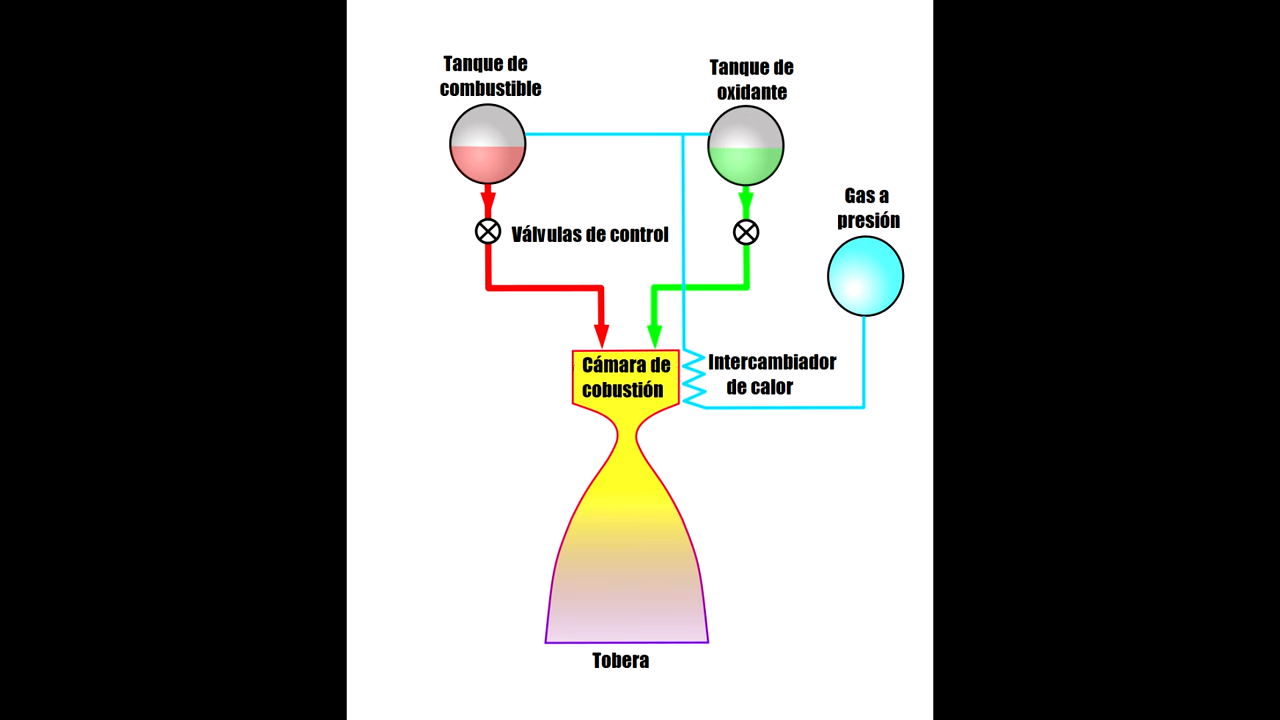 Tanque de
combustible
Tanque de
oxidante
Gas a
presión
Válvulas de control
Cámara de
cobustión
Intercambiador
de calor
Tobera